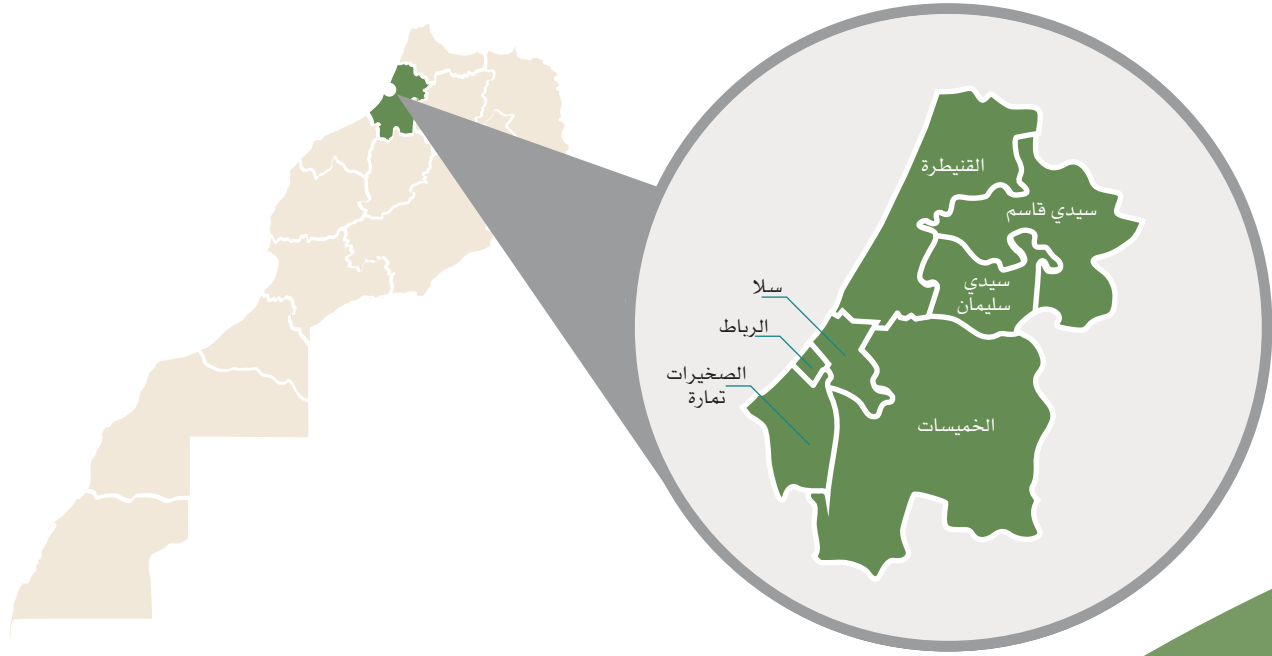 القنيطرة
سيدي قاسم
سيدي
سليمان
سلا
الرباط
الصخيرات
تمارة
الخميسات